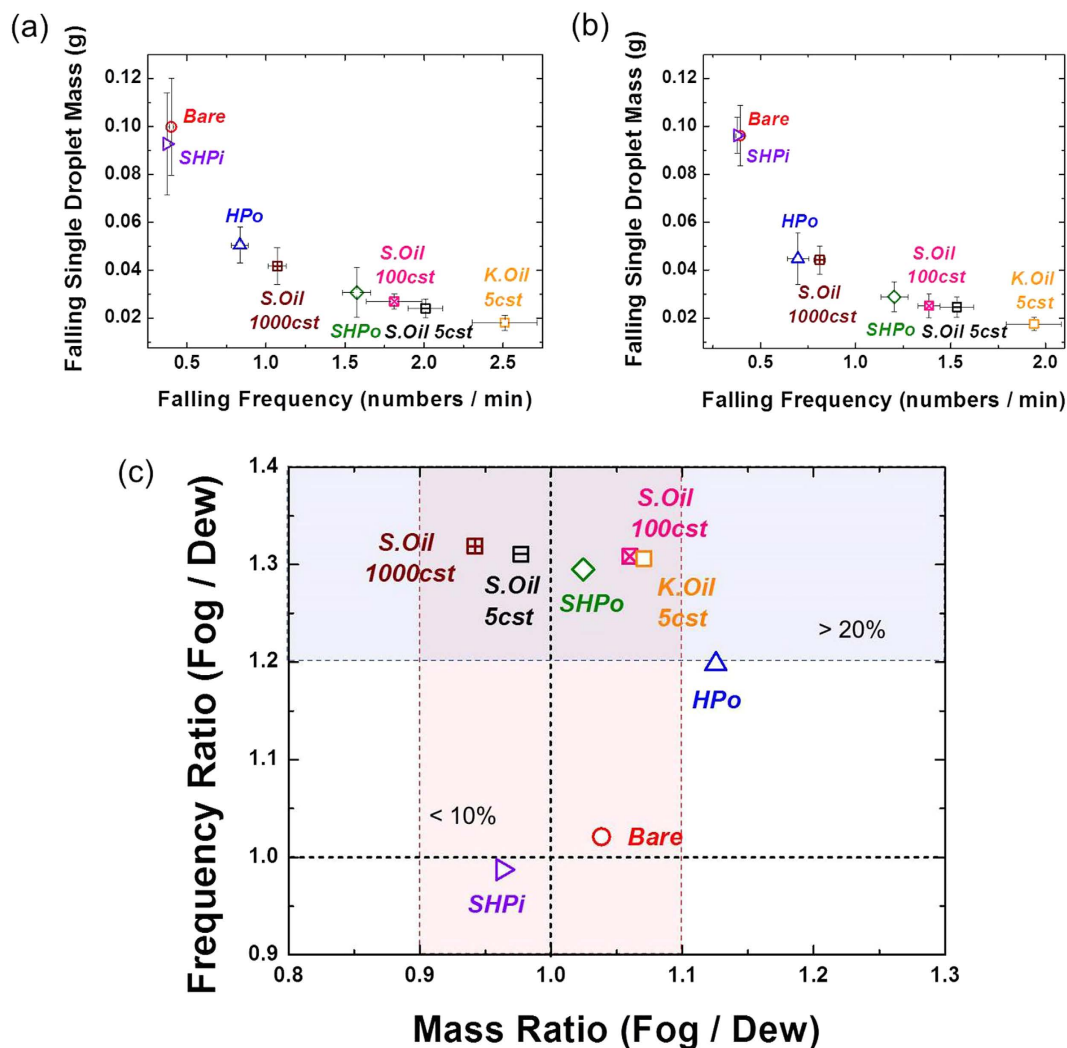 (a)
Falling Single Droplet Mass (g)
0.12
0.10
0.08
0.06
0.04
0.02
Bare
SHPi
HPo
S.Oil
1000cst
SHPo
S.Oil
100cst
S.Oil 5cst
K.Oil
5cst
0.5
1.0
1.5
2.0
2.5
Falling Frequency (numbers / min)
(b)
Falling Single Droplet Mass (g)
0.12
0.10
0.08
0.06
0.04
0.02
Bare
SHPi
HPo
S.Oil
1000cst
SHPo
S.Oil
100cst
S.Oil 5cst
K.Oil
5cst
0.5
1.0
1.5
2.0
Falling Frequency (numbers / min)
(c)
Frequency Ratio (Fog / Dew)
1.4
1.3
1.2
1.1
1.0
0.9
S.Oil
1000cst
S.Oil
5cst
SHPo
S.Oil
100cst
K.Oil
5cst
> 20%
HPo
< 10%
Bare
SHPi
0.8
0.9
1.0
1.1
1.2
1.3
Mass Ratio (Fog / Dew)